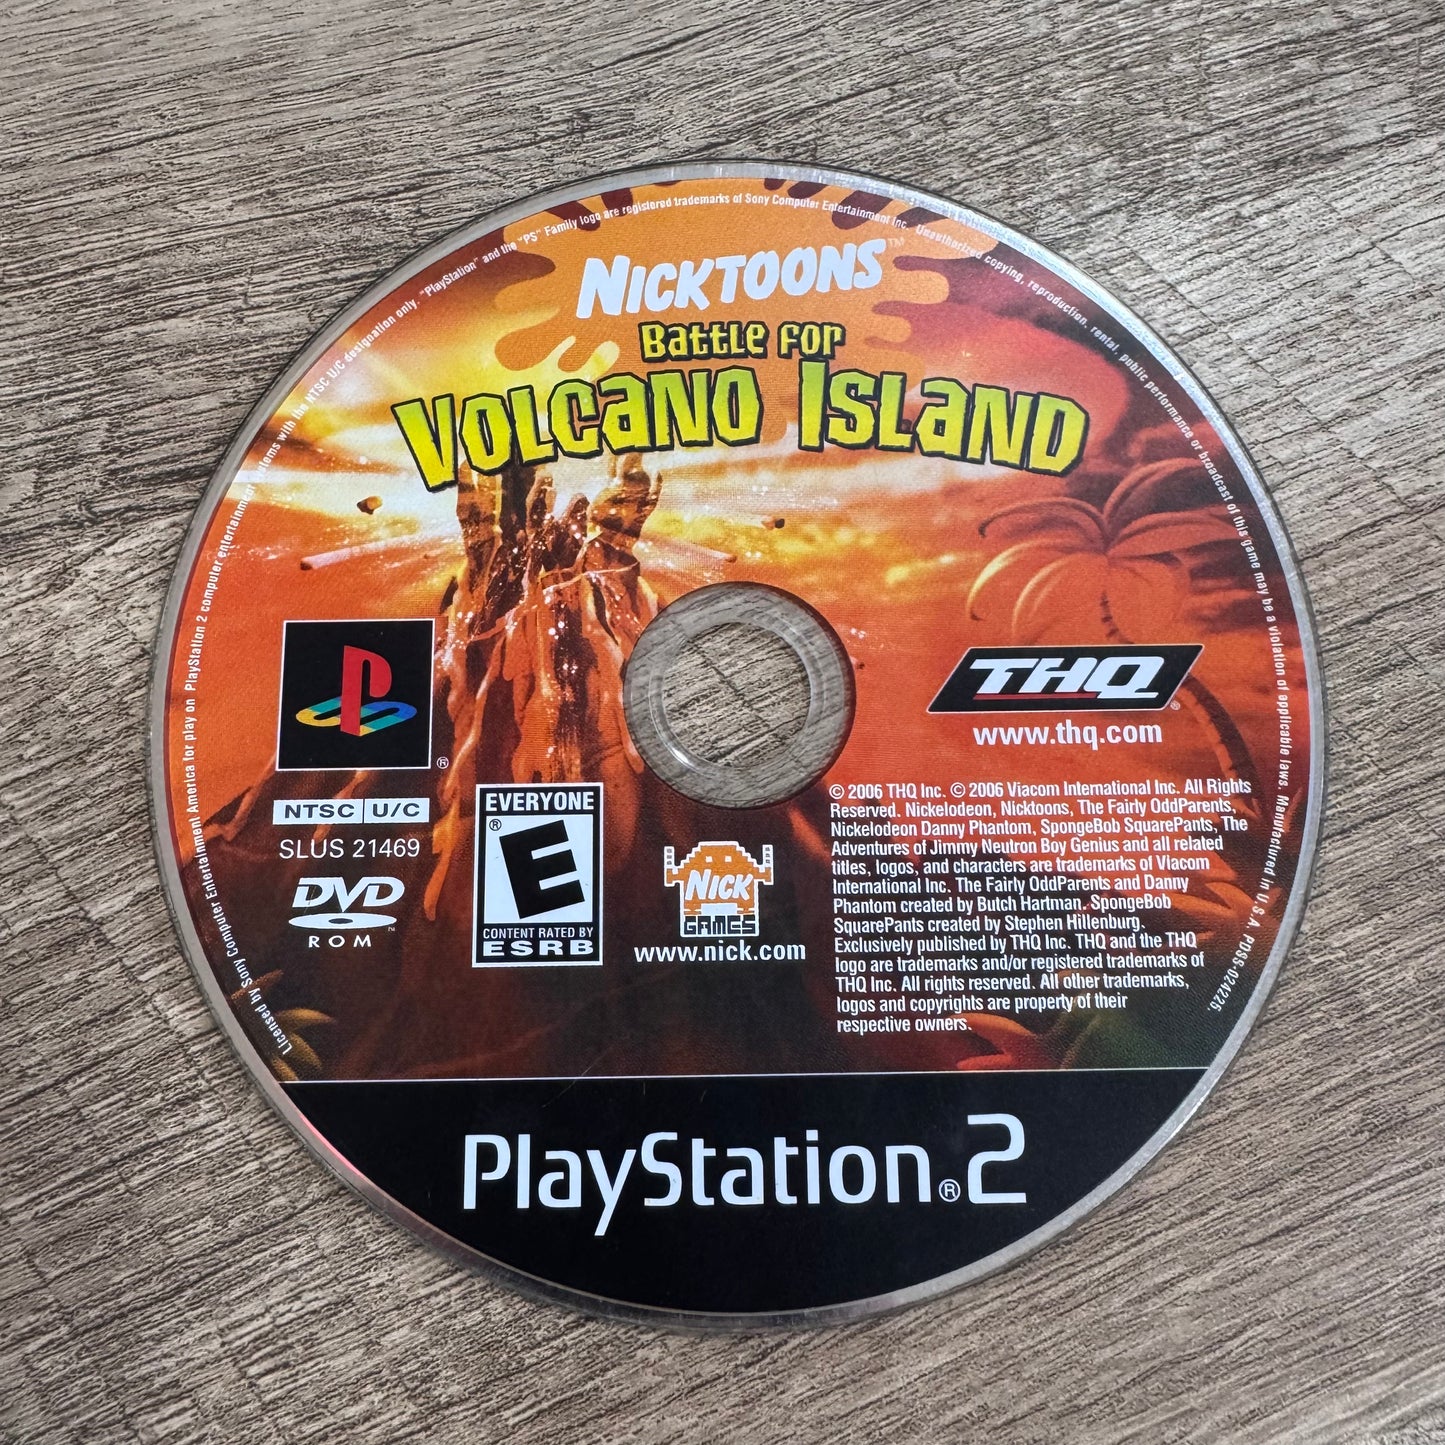 Licensed by Sony Computer Entertainment America for play on PlayStation 2 computer entertainment systems with the NTSC U/C designation only. "PlayStation" and the "PS" Family logo are registered trademarks of Sony Computer Entertainment Inc. Unauthorized copying, reproduction, rental, public performance or broadcast of this game may be a violation of applicable laws. Manufactured in U.S.A. PDSS-024225.
NICKTOONS™
BATTLE FOR
VOLCANO ISLAND
THQ®
www.thq.com
®
NTSC U/C
SLUS 21469
DVD™
ROM
EVERYONE
® E
CONTENT RATED BY
ESRB
NICK
GAMES
www.nick.com
© 2006 THQ Inc. © 2006 Viacom International Inc. All Rights
Reserved. Nickelodeon, Nicktoons, The Fairly OddParents,
Nickelodeon Danny Phantom, SpongeBob SquarePants, The
Adventures of Jimmy Neutron Boy Genius and all related
titles, logos, and characters are trademarks of Viacom
International Inc. The Fairly OddParents and Danny
Phantom created by Butch Hartman. SpongeBob
SquarePants created by Stephen Hillenburg.
Exclusively published by THQ Inc. THQ and the THQ
logo are trademarks and/or registered trademarks of
THQ Inc. All rights reserved. All other trademarks,
logos and copyrights are property of their
respective owners.
PlayStation®2